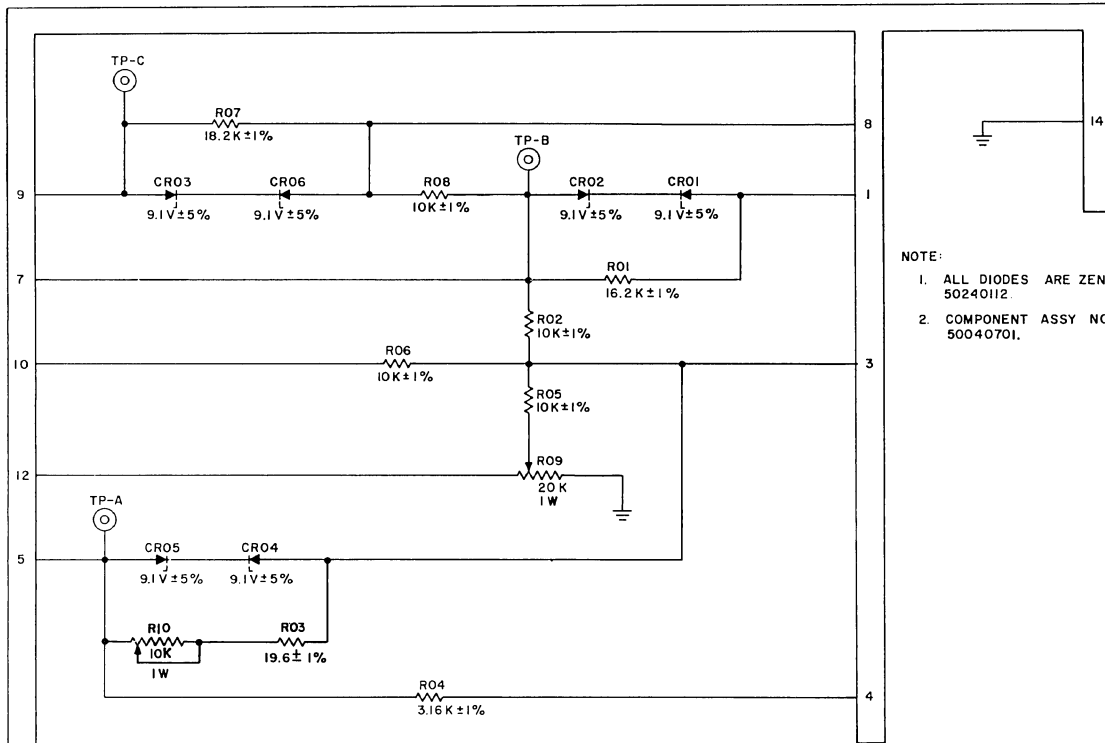 TP-C
R07
18.2K±1%
8
14
TP-B
9
CR03
CR06
R08
CR02
CR01
1
9.1V±5%
9.1V±5%
10K±1%
9.1V±5%
9.1V±5%
NOTE:
1. ALL DIODES ARE ZEN
50240112.
2. COMPONENT ASSY NO
50040701.
7
R01
16.2K±1%
R02
10K±1%
10
R06
10K±1%
3
R05
10K±1%
12
R09
20K
1W
TP-A
5
CR05
CR04
9.1V±5%
9.1V±5%
R10
10K
1W
R03
19.6±1%
R04
3.16K±1%
4